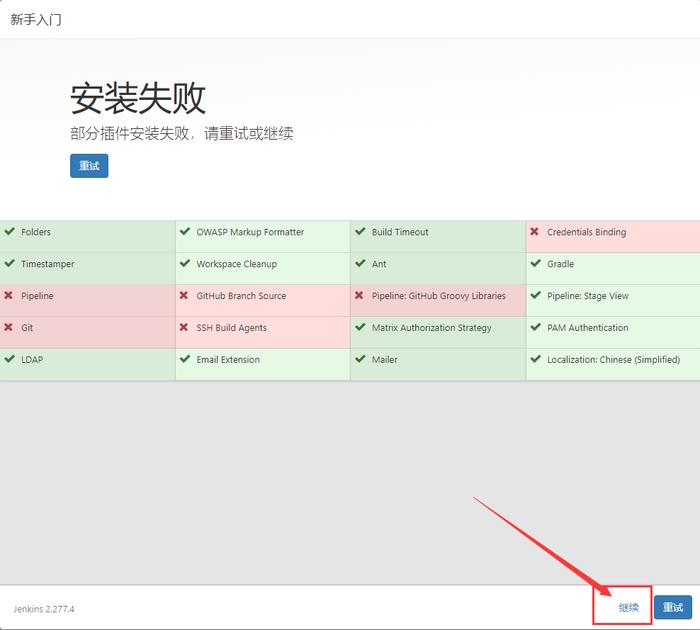 新手入门
安装失败
部分插件安装失败，请重试或继续
重试
Folders OWASP Markup Formatter Build Timeout Credentials Binding
Timestamper Workspace Cleanup Ant Gradle
Pipeline GitHub Branch Source Pipeline: GitHub Groovy Libraries Pipeline: Stage View
Git SSH Build Agents Matrix Authorization Strategy PAM Authentication
LDAP Email Extension Mailer Localization: Chinese (Simplified)
Jenkins 2.277.4 继续 重试